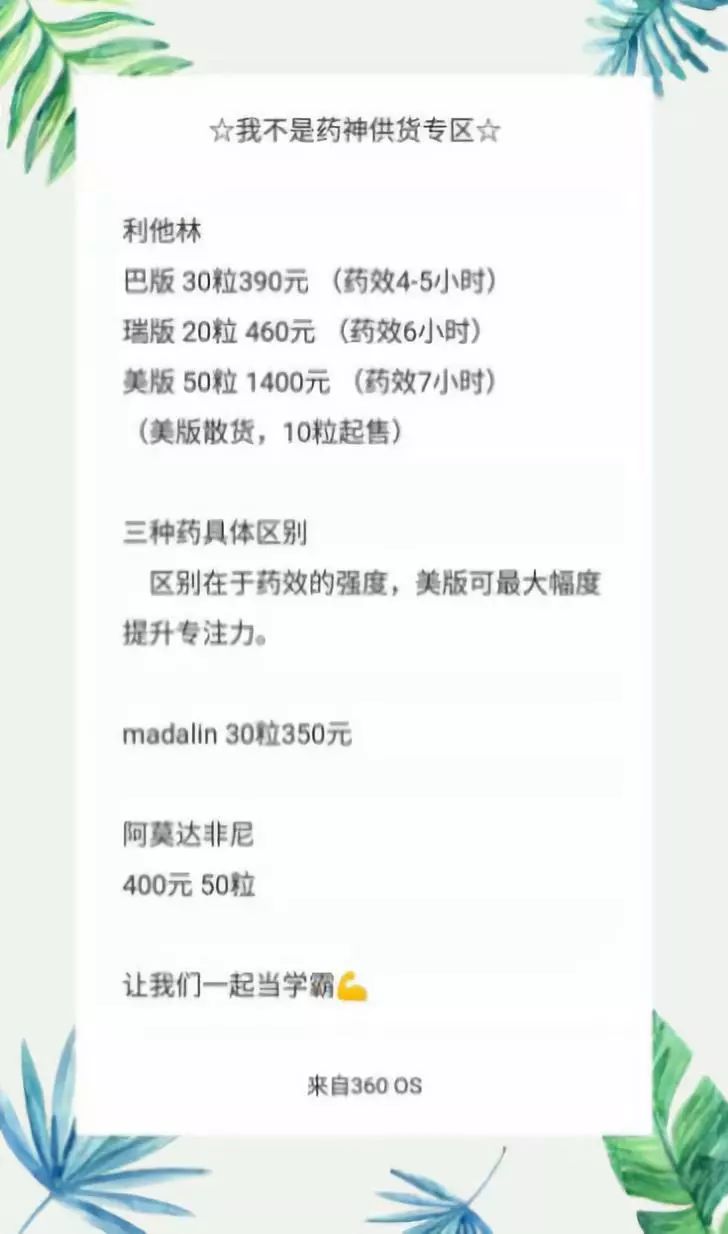 ☆我不是药神供货专区☆
利他林
巴版 30粒390元 （药效4-5小时）
瑞版 20粒 460元 （药效6小时）
美版 50粒 1400元 （药效7小时）
（美版散货，10粒起售）
三种药具体区别
区别在于药效的强度，美版可最大幅度
提升专注力。
madalin 30粒350元
阿莫达非尼
400元 50粒
让我们一起当学霸💪
来自360 OS